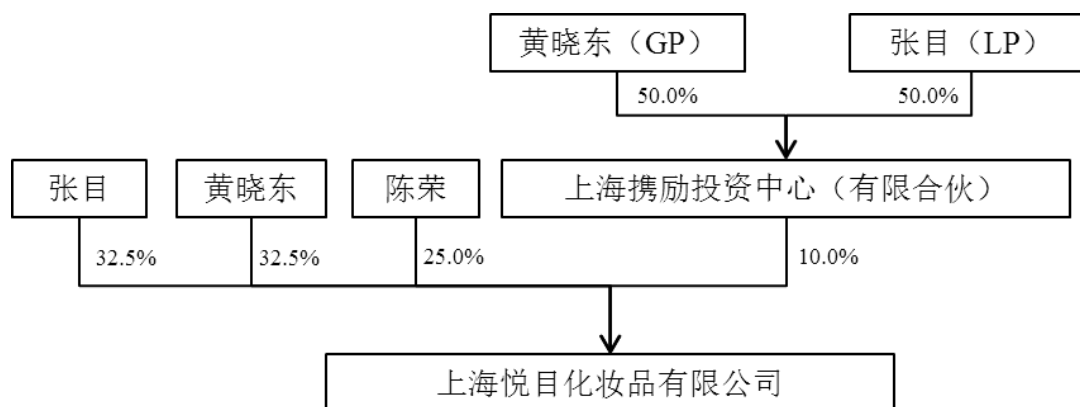 黄晓东（GP）
张目（LP）
50.0%
50.0%
张目
黄晓东
陈荣
上海携励投资中心（有限合伙）
32.5%
32.5%
25.0%
10.0%
上海悦目化妆品有限公司